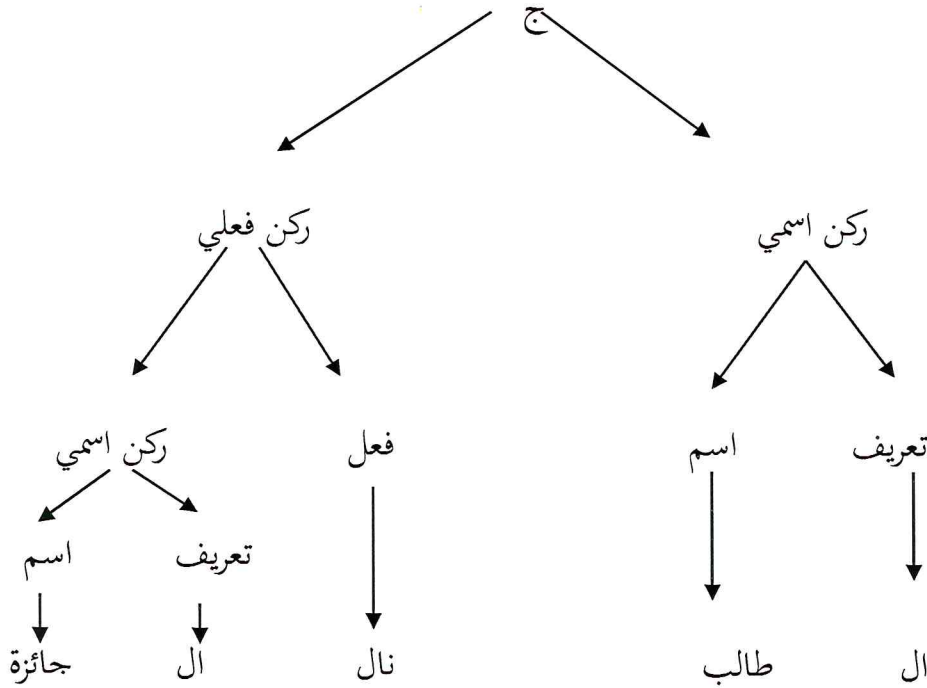 ج
ركن اسمي ركن فعلي
تعريف اسم فعل ركن اسمي
تعريف اسم
ال طالب نال ال جائزة